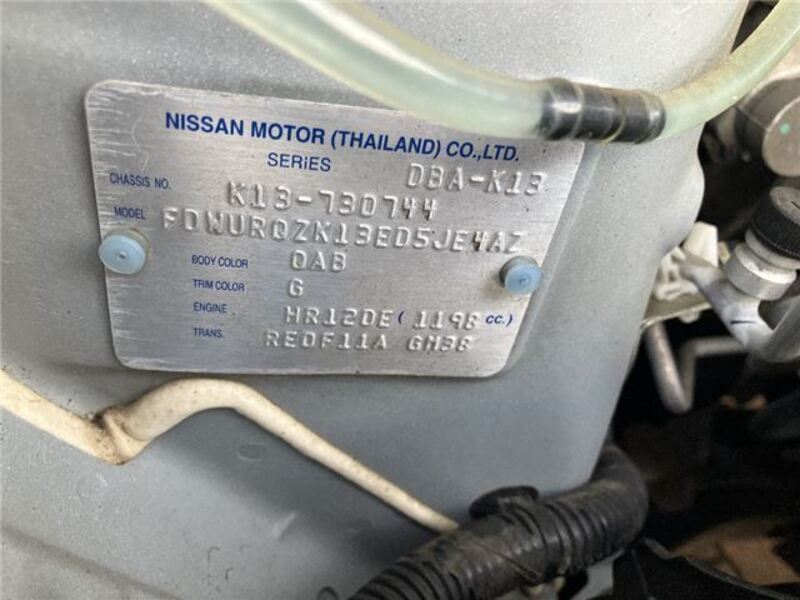 NISSAN MOTOR (THAILAND) CO.,LTD.
SERiES DBA-K13
CHASSIS NO. K13-730744
MODEL FDWURQZK13ED5JE4AZ
BODY COLOR QAB
TRIM COLOR G
ENGINE HR12DE ( 1198 cc.)
TRANS. RE0F11A GH38